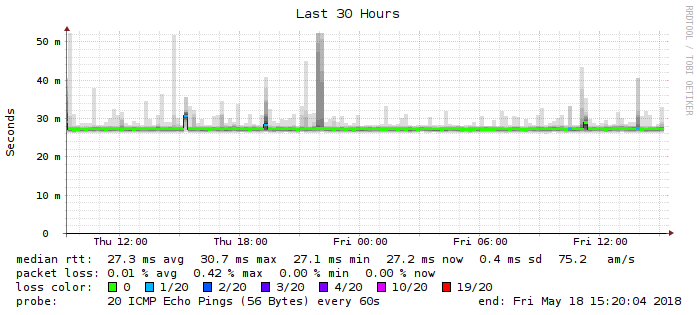 Last 30 Hours
RRDTOOL / TOBI OETIKER
Seconds
50 m
40 m
30 m
20 m
10 m
0
Thu 12:00 Thu 18:00 Fri 00:00 Fri 06:00 Fri 12:00
median rtt: 27.3 ms avg 30.7 ms max 27.1 ms min 27.2 ms now 0.4 ms sd 75.2 am/s
packet loss: 0.01 % avg 0.42 % max 0.00 % min 0.00 % now
loss color: 0 1/20 2/20 3/20 4/20 10/20 19/20
probe: 20 ICMP Echo Pings (56 Bytes) every 60s end: Fri May 18 15:20:04 2018